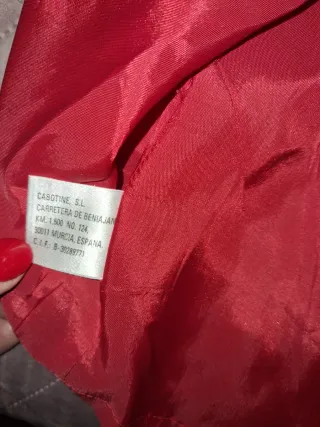 CABOTINE, S.L.
CARRETERA DE BENIAJAN
KM. 1.500 NO. 124,
30011 MURCIA, ESPAÑA.
C.I.F. B-30289771